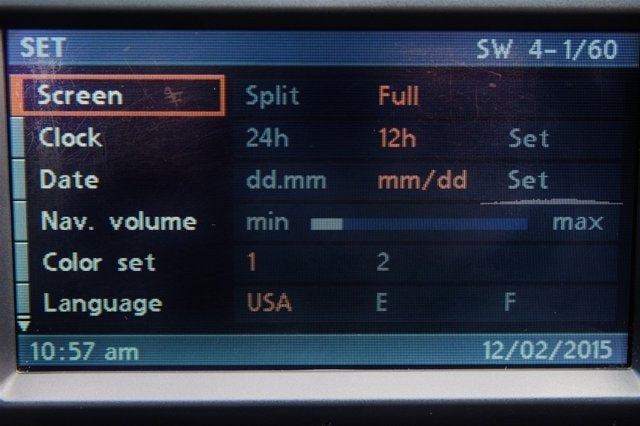 SET SW 4-1/60
Screen Split Full
Clock 24h 12h Set
Date dd.mm mm/dd Set
Nav. volume min max
Color set 1 2
Language USA E F
10:57 am 12/02/2015